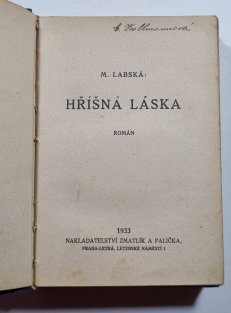 M. LABSKÁ:
HŘÍŠNÁ LÁSKA
ROMÁN
1933
NAKLADATELSTVÍ ZMATLÍK A PALIČKA,
PRAHA-LETNÁ, LETENSKÉ NÁMĚSTÍ 1